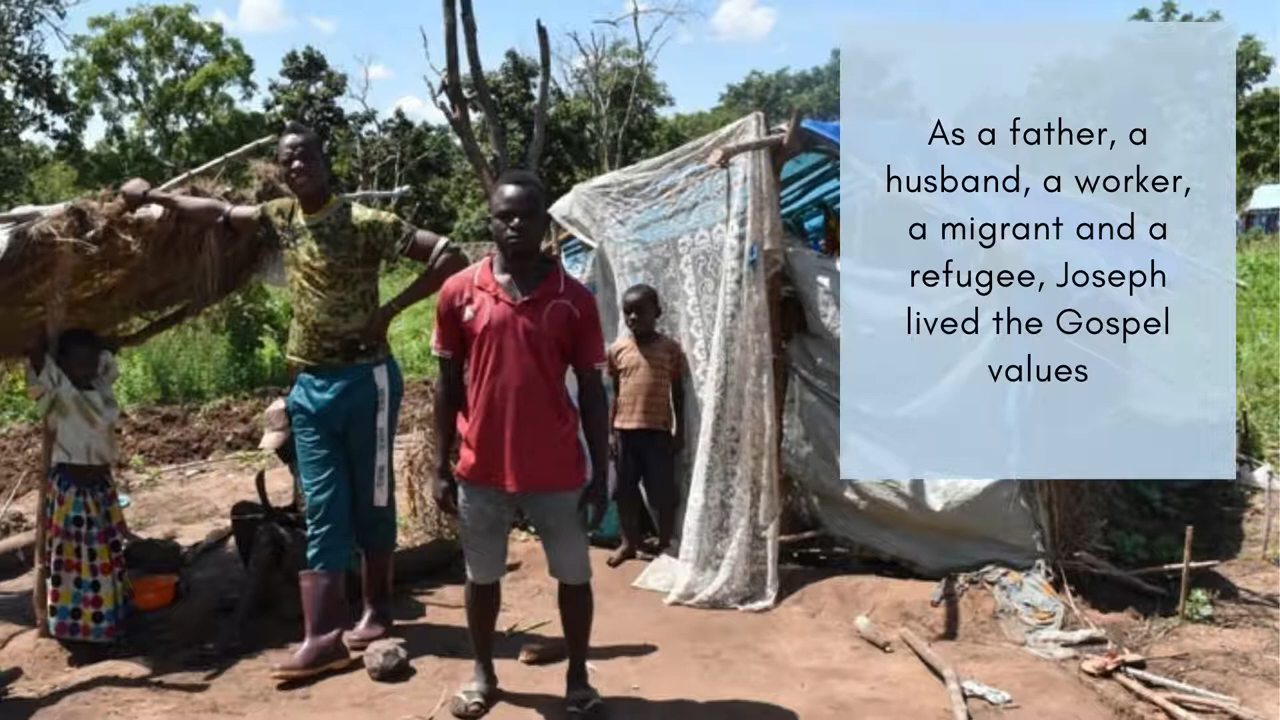 As a father, a
husband, a worker,
a migrant and a
refugee, Joseph
lived the Gospel
values